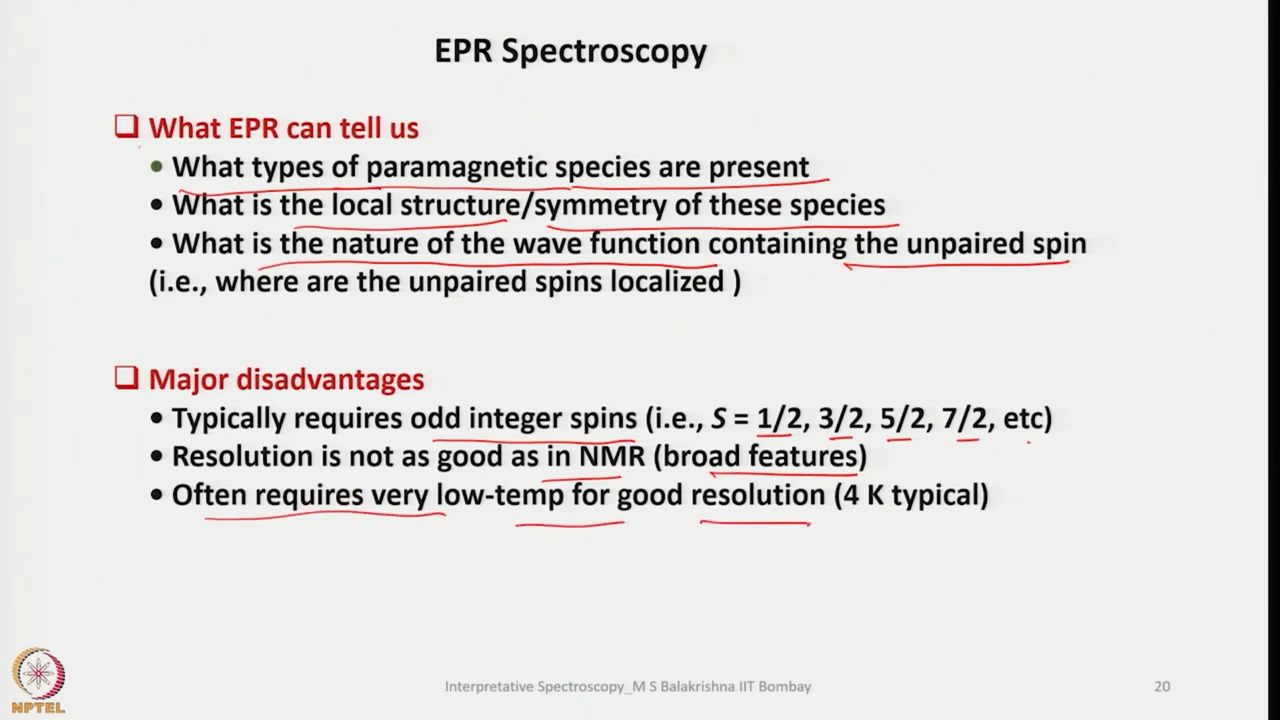 EPR Spectroscopy
What EPR can tell us
• What types of paramagnetic species are present
• What is the local structure/symmetry of these species
• What is the nature of the wave function containing the unpaired spin
(i.e., where are the unpaired spins localized )
Major disadvantages
• Typically requires odd integer spins (i.e., S = 1/2, 3/2, 5/2, 7/2, etc)
• Resolution is not as good as in NMR (broad features)
• Often requires very low-temp for good resolution (4 K typical)
NPTEL
Interpretative Spectroscopy_M S Balakrishna IIT Bombay
20